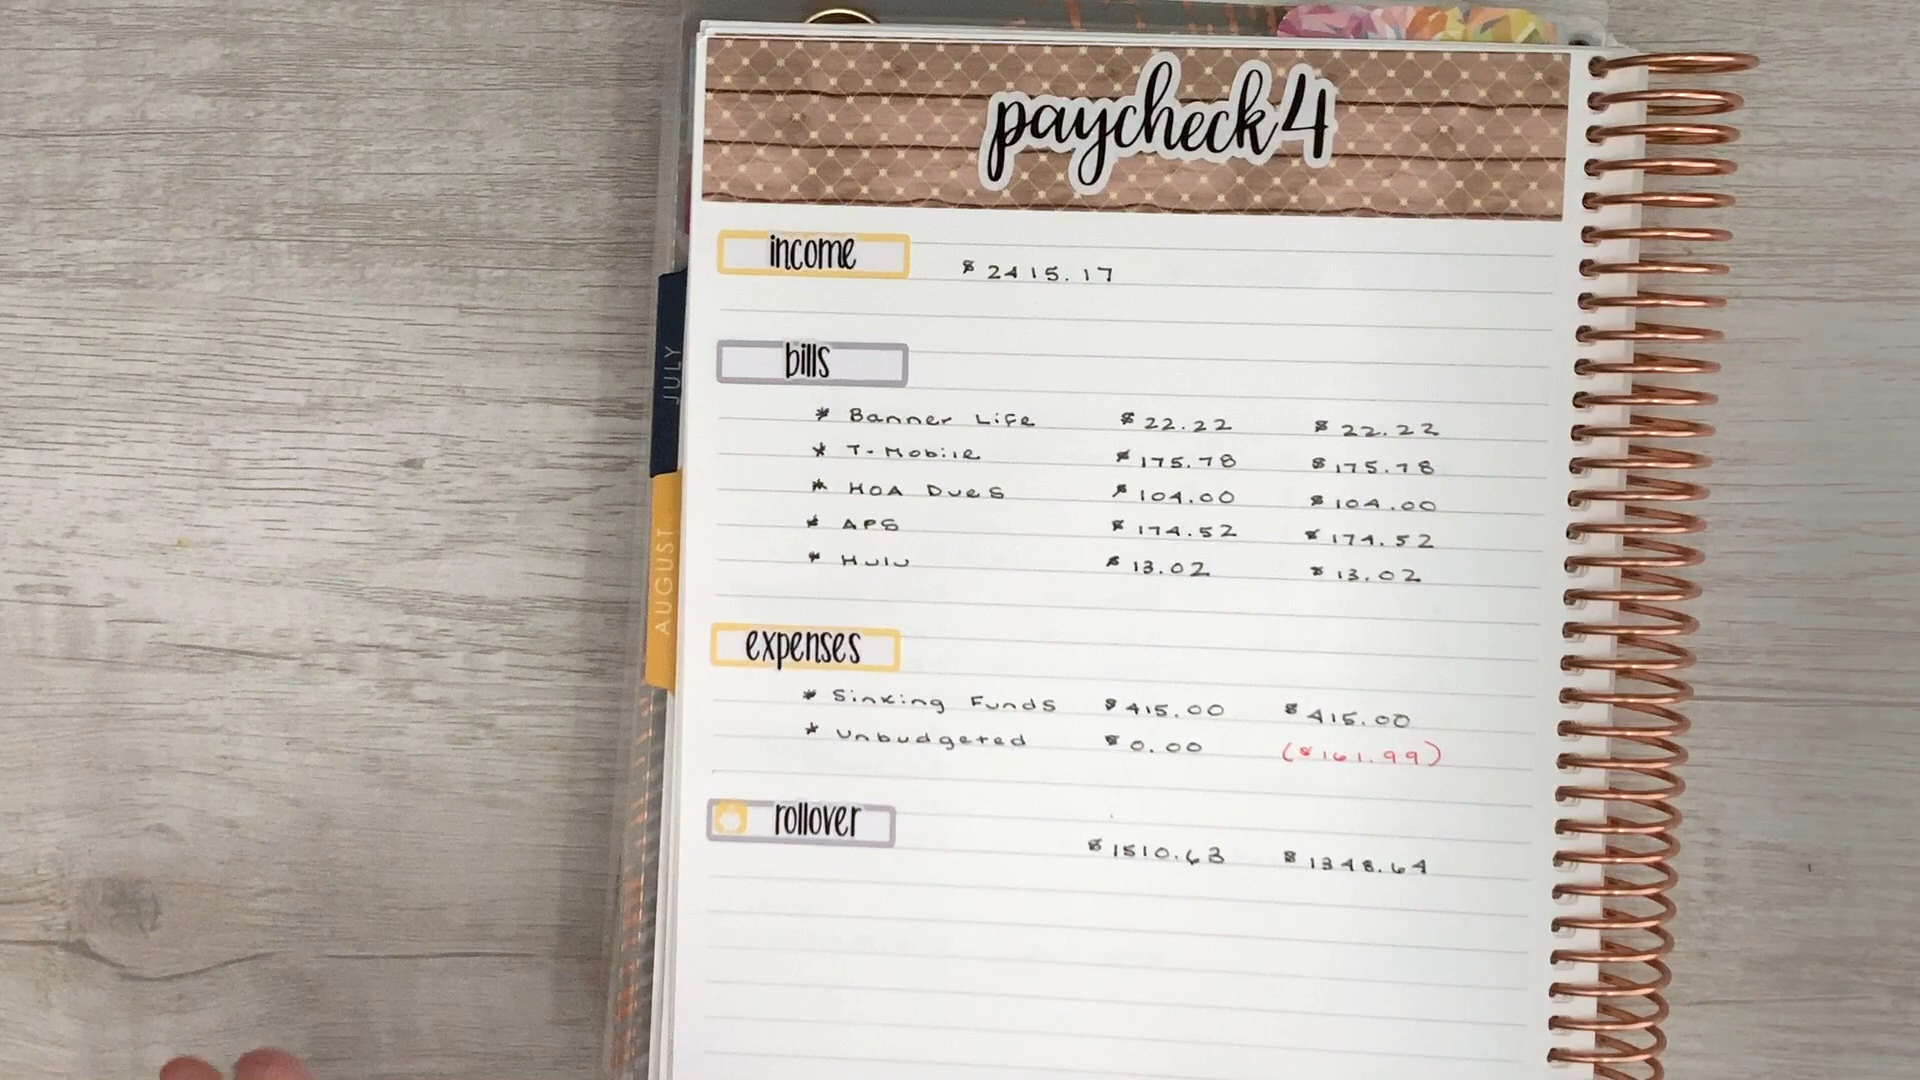 paycheck 4
income $2415.17
bills
* Banner Life $22.22 $22.22
* T-Mobile $175.78 $175.78
* HOA Dues $104.00 $104.00
* APS $174.52 $174.52
* Hulu $13.02 $13.02
expenses
* Sinking Funds $415.00 $415.00
* Unbudgeted $0.00 ($161.99)
rollover $1510.63 $1348.64
JULY
AUGUST